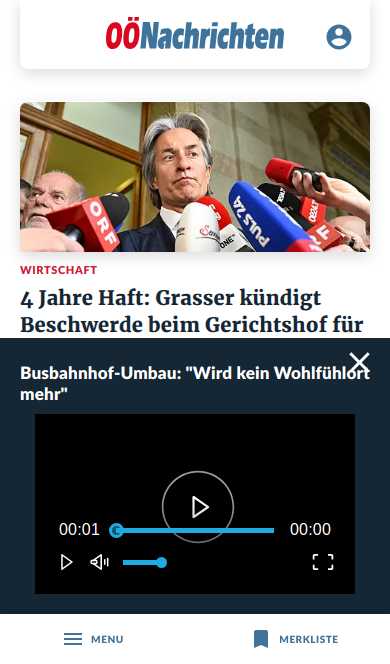 OÖNachrichten
ORF
PULS 24
ONE
ORF
WIRTSCHAFT
4 Jahre Haft: Grasser kündigt
Beschwerde beim Gerichtshof für
Busbahnhof-Umbau: "Wird kein Wohlfühlort
mehr"
00:01
00:00
MENU
MERKLISTE